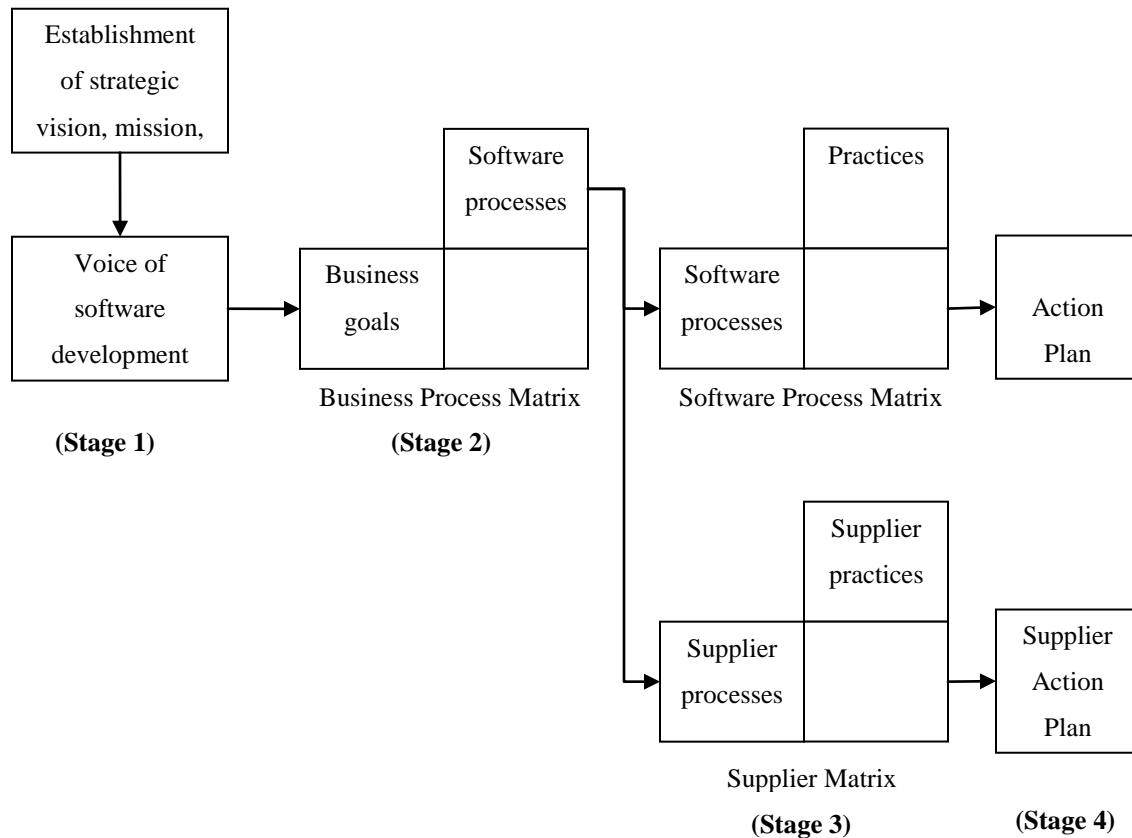 Establishment
of strategic
vision, mission,
Voice of
software
development
(Stage 1)
Software
processes
Business
goals
Business Process Matrix
(Stage 2)
Practices
Software
processes
Software Process Matrix
Action
Plan
Supplier
practices
Supplier
processes
Supplier Matrix
(Stage 3)
Supplier
Action
Plan
(Stage 4)